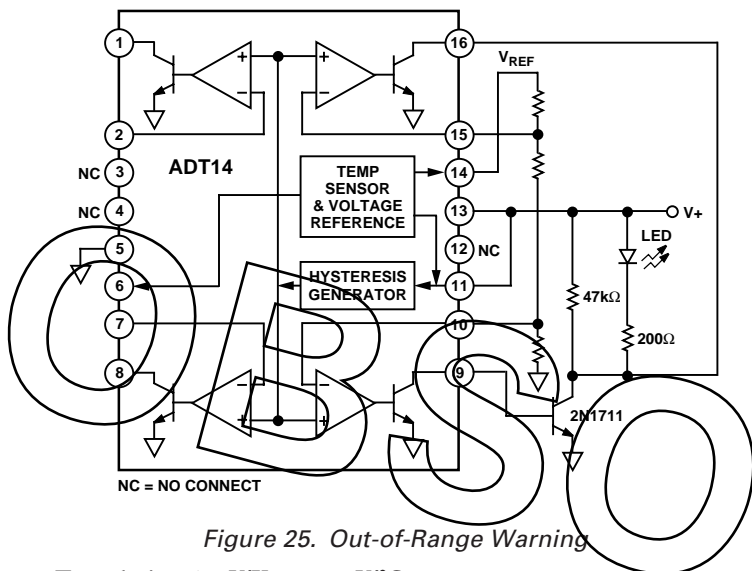 1
16
VREF
+
+
−
−
2
15
ADT14
NC 3
TEMP
SENSOR
& VOLTAGE
REFERENCE
14
NC 4
13
V+
5
12 NC
LED
6
HYSTERESIS
GENERATOR
11
47kΩ
7
10
200Ω
−
−
8
9
+
+
2N1711
NC = NO CONNECT
OBSO
Figure 25. Out-of-Range Warning